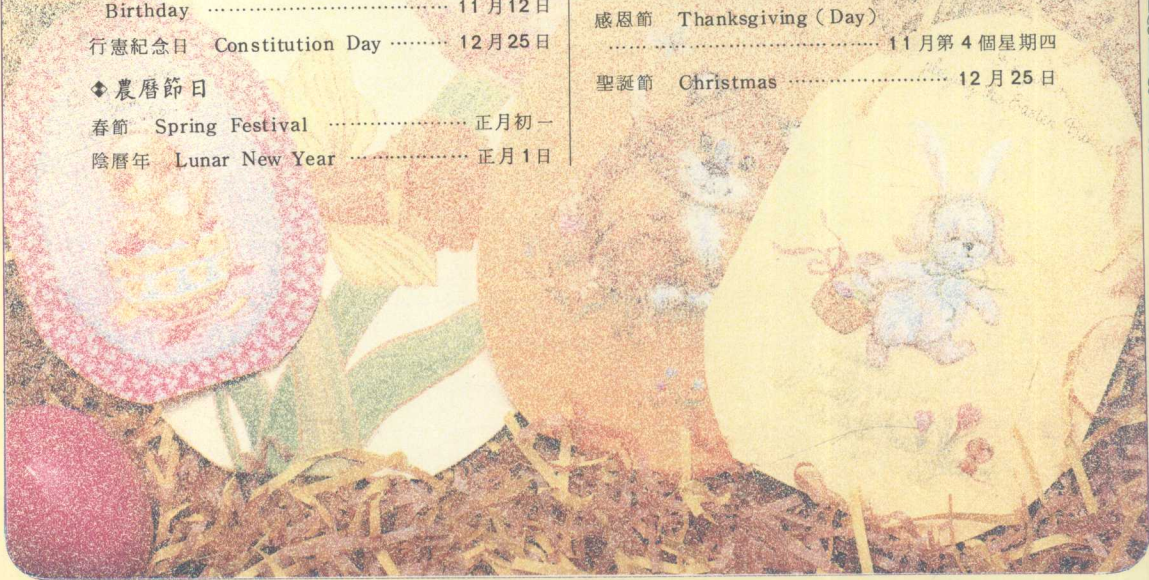 Birthday ……………………… 11月12日
行憲紀念日 Constitution Day ……… 12月25日
農曆節日
春節 Spring Festival ……………… 正月初一
陰曆年 Lunar New Year …………… 正月1日
感恩節 Thanksgiving（Day）
……………………………… 11月第4個星期四
聖誕節 Christmas ………………… 12月25日